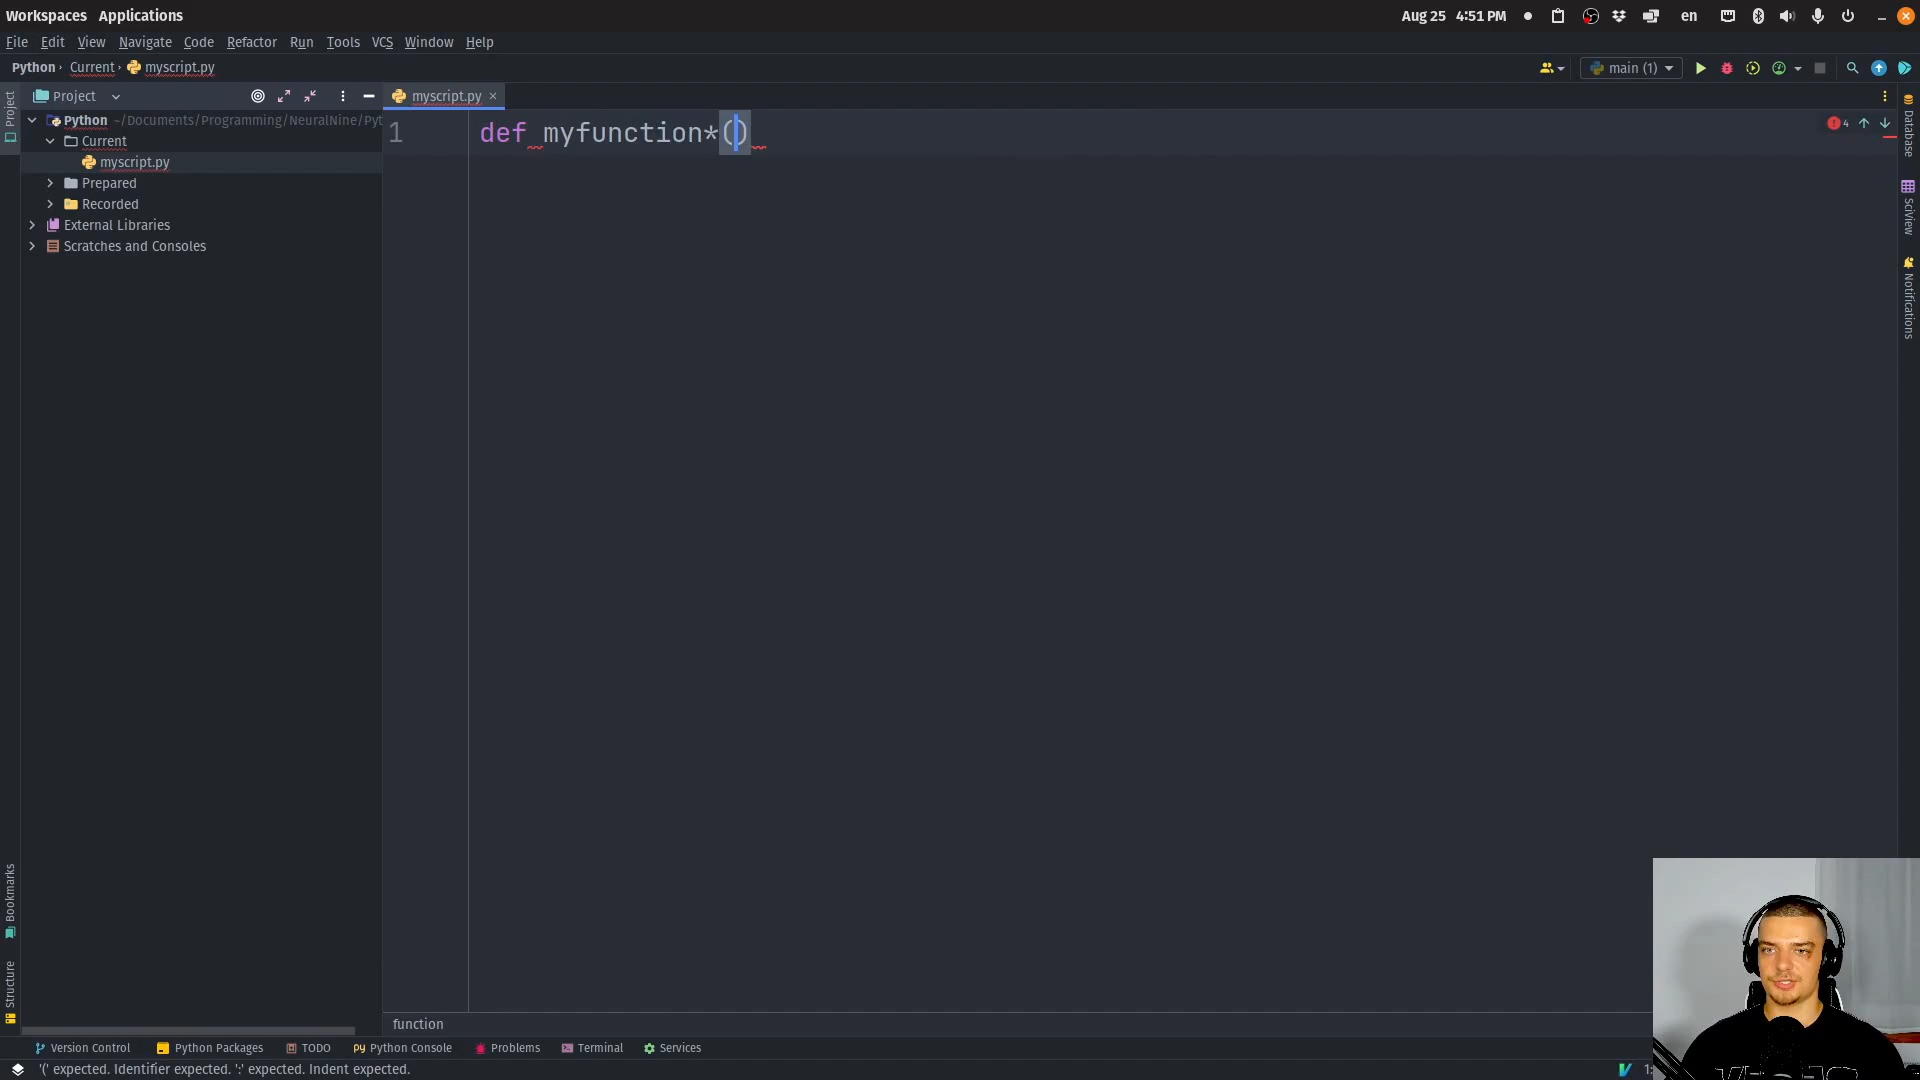 Workspaces Applications
Aug 25 4:51 PM
en
File Edit View Navigate Code Refactor Run Tools VCS Window Help
Python Current myscript.py
main (1)
Project
Project
myscript.py
Python ~/Documents/Programming/NeuralNine/Pyt
Current
myscript.py
Prepared
Recorded
External Libraries
Scratches and Consoles
1 def myfunction*()
4
Database
SciView
Notifications
Bookmarks
Structure
function
Version Control Python Packages TODO Python Console Problems Terminal Services
'(' expected. Identifier expected. ':' expected. Indent expected.
1: